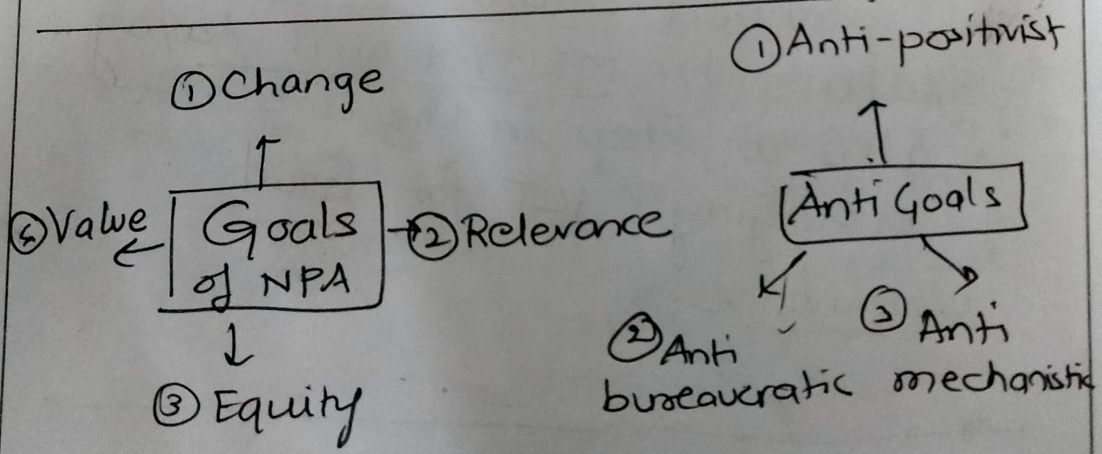 ① Change
④ Value
Goals
of NPA
② Relevance
③ Equity
① Anti-positivist
Anti Goals
② Anti
bureaucratic
③ Anti
mechanistic